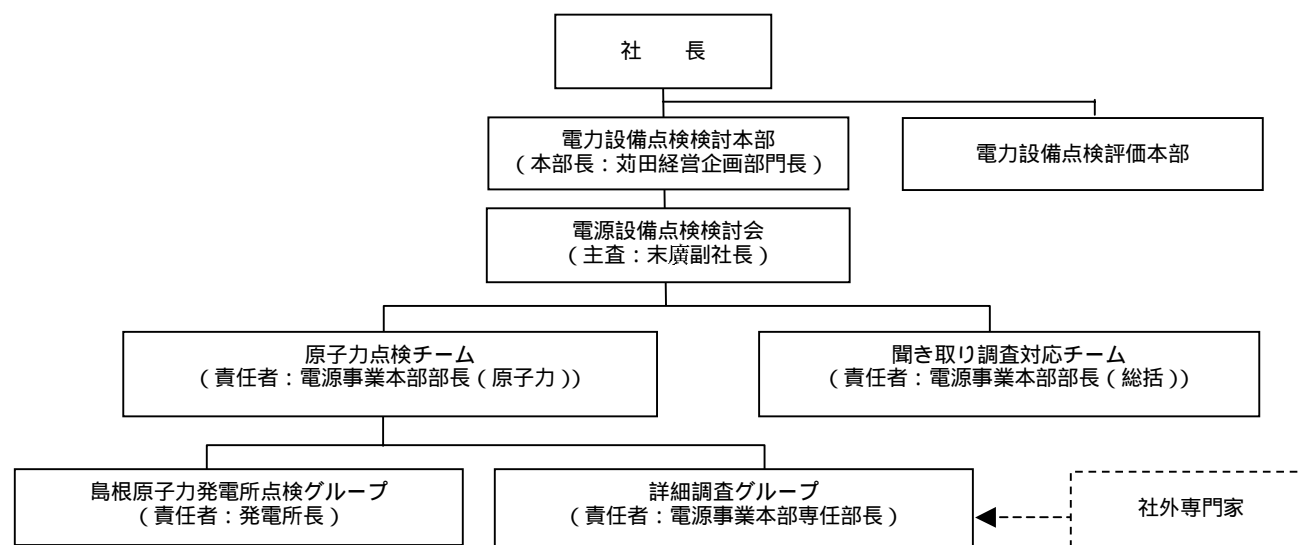 社　　長
電力設備点検検討本部
（本部長：苅田経営企画部門長）
電力設備点検評価本部
電源設備点検検討会
（主査：末廣副社長）
原子力点検チーム
（責任者：電源事業本部部長（原子力））
聞き取り調査対応チーム
（責任者：電源事業本部部長（総括））
島根原子力発電所点検グループ
（責任者：発電所長）
詳細調査グループ
（責任者：電源事業本部専任部長）
社外専門家